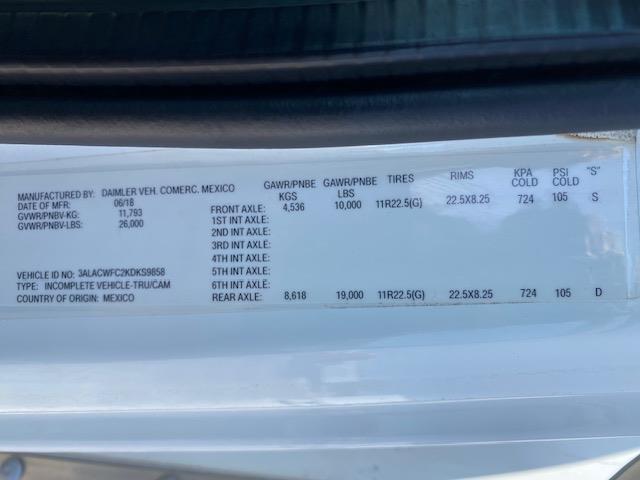 GAWR/PNBE GAWR/PNBE TIRES RIMS KPA PSI "S"
KGS LBS COLD COLD
MANUFACTURED BY: DAIMLER VEH. COMERC. MEXICO
DATE OF MFR: 06/18
GVWR/PNBV-KG: 11,793
GVWR/PNBV-LBS: 26,000
FRONT AXLE: 4,536 10,000 11R22.5(G) 22.5X8.25 724 105 S
1ST INT AXLE:
2ND INT AXLE:
3RD INT AXLE:
4TH INT AXLE:
5TH INT AXLE:
6TH INT AXLE:
REAR AXLE: 8,618 19,000 11R22.5(G) 22.5X8.25 724 105 D
VEHICLE ID NO: 3ALACWFC2KDKS9858
TYPE: INCOMPLETE VEHICLE-TRU/CAM
COUNTRY OF ORIGIN: MEXICO